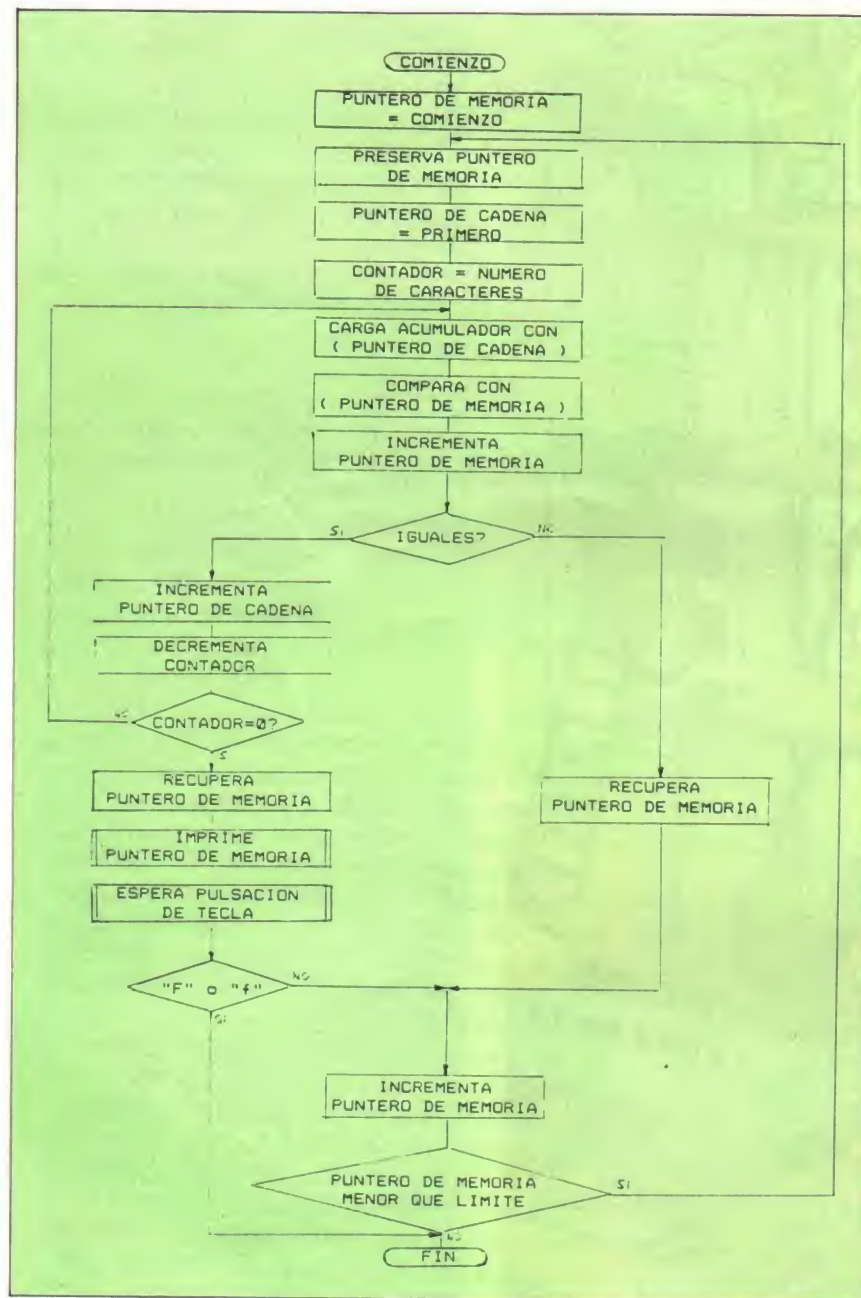 COMIENZO
PUNTERO DE MEMORIA
= COMIENZO
PRESERVA PUNTERO
DE MEMORIA
PUNTERO DE CADENA
= PRIMERO
CONTADOR = NUMERO
DE CARACTERES
CARGA ACUMULADOR CON
( PUNTERO DE CADENA )
COMPARA CON
( PUNTERO DE MEMORIA )
INCREMENTA
PUNTERO DE MEMORIA
IGUALES?
SI
NO
INCREMENTA
PUNTERO DE CADENA
DECREMENTA
CONTADOR
CONTADOR=0?
NO
S
RECUPERA
PUNTERO DE MEMORIA
RECUPERA
PUNTERO DE MEMORIA
IMPRIME
PUNTERO DE MEMORIA
ESPERA PULSACION
DE TECLA
"F" o "f"
NO
SI
INCREMENTA
PUNTERO DE MEMORIA
PUNTERO DE MEMORIA
MENOR QUE LIMITE
SI
NO
FIN